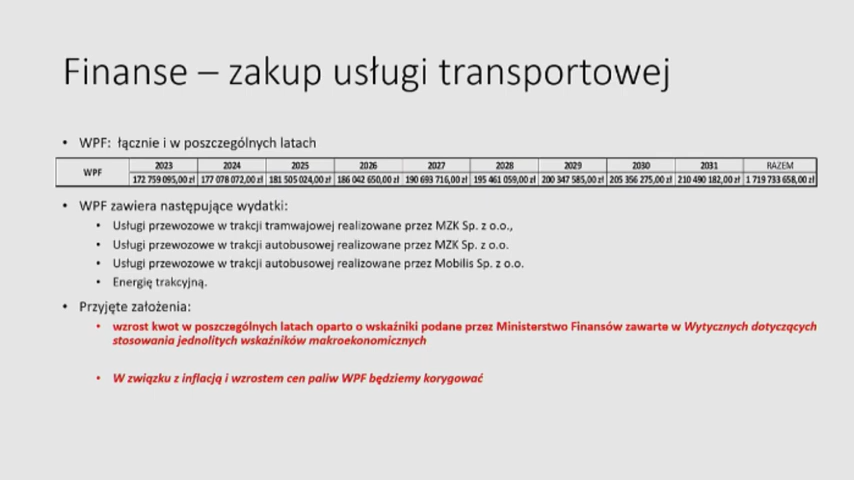 Finanse – zakup usługi transportowej
• WPF: łącznie i w poszczególnych latach
WPF 2023 2024 2025 2026 2027 2028 2029 2030 2031 RAZEM
172 759 095,00 zł 177 078 072,00 zł 181 505 024,00 zł 186 042 650,00 zł 190 693 716,00 zł 195 461 059,00 zł 200 347 585,00 zł 205 356 275,00 zł 210 490 182,00 zł 1 719 733 658,00 zł
• WPF zawiera następujące wydatki:
• Usługi przewozowe w trakcji tramwajowej realizowane przez MZK Sp. z o.o.,
• Usługi przewozowe w trakcji autobusowej realizowane przez MZK Sp. z o.o.
• Usługi przewozowe w trakcji autobusowej realizowane przez Mobilis Sp. z o.o.
• Energię trakcyjną.
• Przyjęte założenia:
• wzrost kwot w poszczególnych latach oparto o wskaźniki podane przez Ministerstwo Finansów zawarte w Wytycznych dotyczących
stosowania jednolitych wskaźników makroekonomicznych
• W związku z inflacją i wzrostem cen paliw WPF będziemy korygować